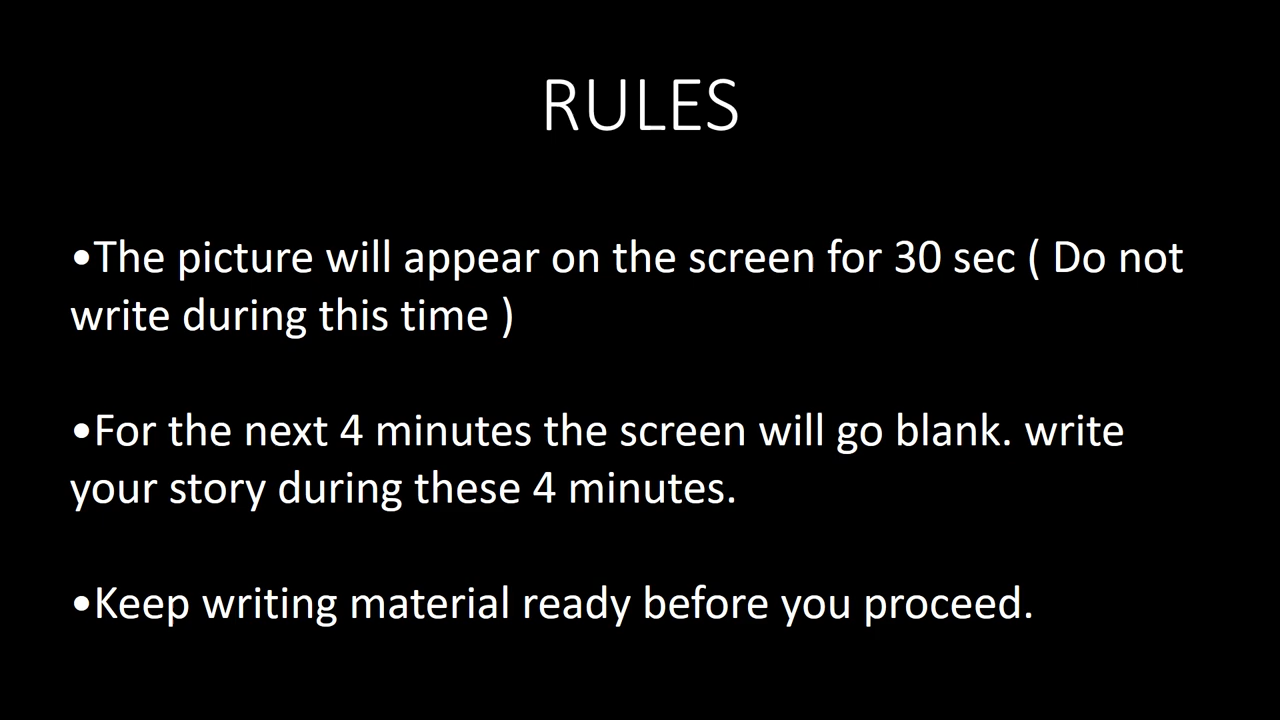 RULES
•The picture will appear on the screen for 30 sec ( Do not
write during this time )
•For the next 4 minutes the screen will go blank. write
your story during these 4 minutes.
•Keep writing material ready before you proceed.